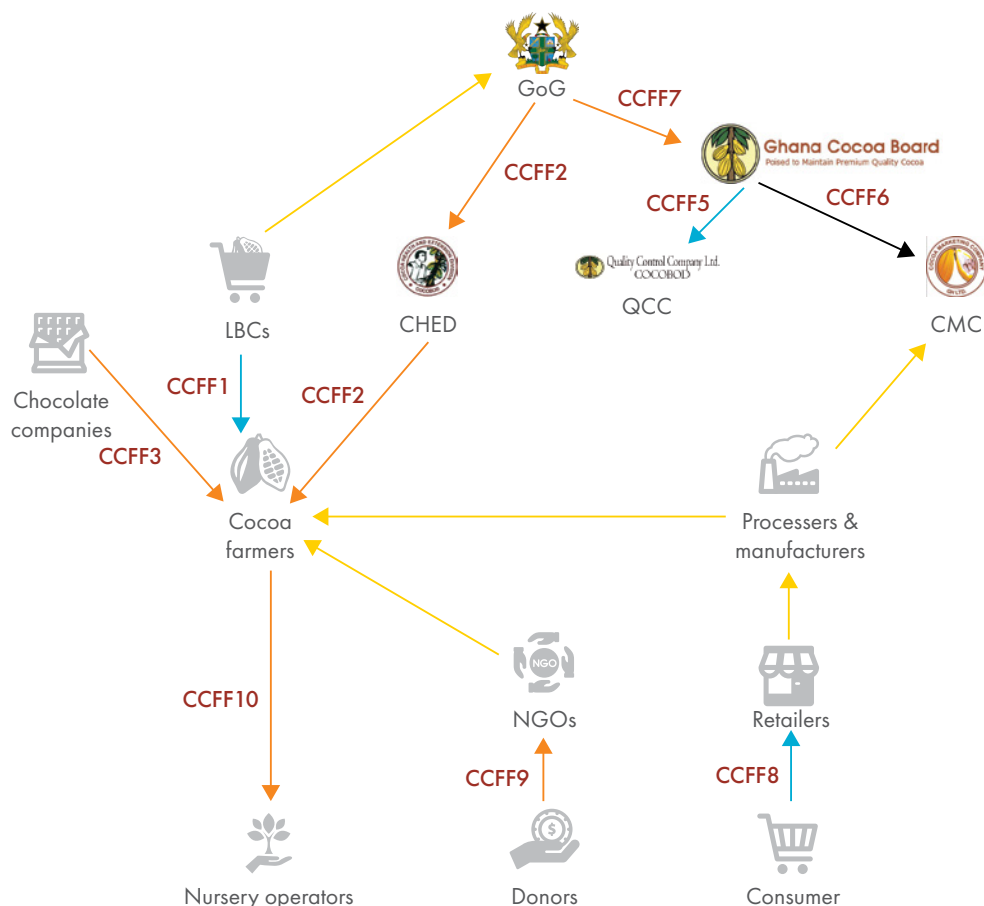 GoG
CCFF7
Ghana Cocoa Board
Poised to Maintain Premium Quality Cocoa
CCFF2
CCFF5
CCFF6
Quality Control Company Ltd.
COCOBOD
LBCs
CHED
QCC
CMC
Chocolate
companies
CCFF1
CCFF2
CCFF3
Cocoa
farmers
Processers &
manufacturers
CCFF10
NGO
NGOs
Retailers
CCFF9
CCFF8
$
Nursery operators
Donors
Consumer